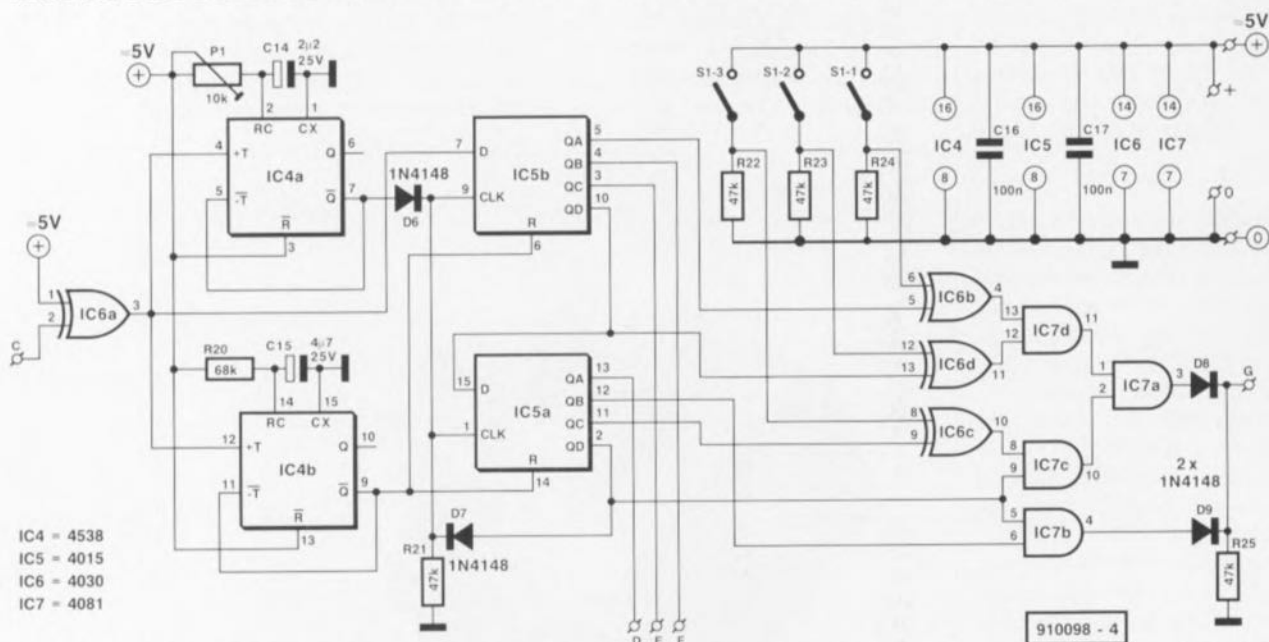 ≈5V
P1
10k
C14
2µ2
25V
2
1
RC
CX
4
+T
Q
6
IC4a
5
-T
Q
7
R
3
1N4148
D6
7
D
QA
5
QB
4
IC5b
QC
3
9
CLK
QD
10
R
6
≈5V
1
IC6a
3
2
C
R20
68k
C15
4µ7
25V
14
15
RC
CX
12
+T
Q
10
IC4b
11
-T
Q
9
R
13
15
D
QA
13
QB
12
IC5a
QC
11
1
CLK
QD
2
R
14
D7
R21
1N4148
47k
D
E
F
IC4 = 4538
IC5 = 4015
IC6 = 4030
IC7 = 4081
≈5V
S1-3
S1-2
S1-1
R22
R23
R24
47k
47k
47k
16
IC4
8
C16
100n
16
IC5
8
C17
100n
14
IC6
7
14
IC7
7
+
+
0
0
6
5
IC6b
4
12
13
IC6d
11
8
9
IC6c
10
13
12
IC7d
11
8
9
IC7c
10
5
6
IC7b
4
1
2
IC7a
3
D8
G
2 x
1N4148
D9
R25
47k
910098 - 4